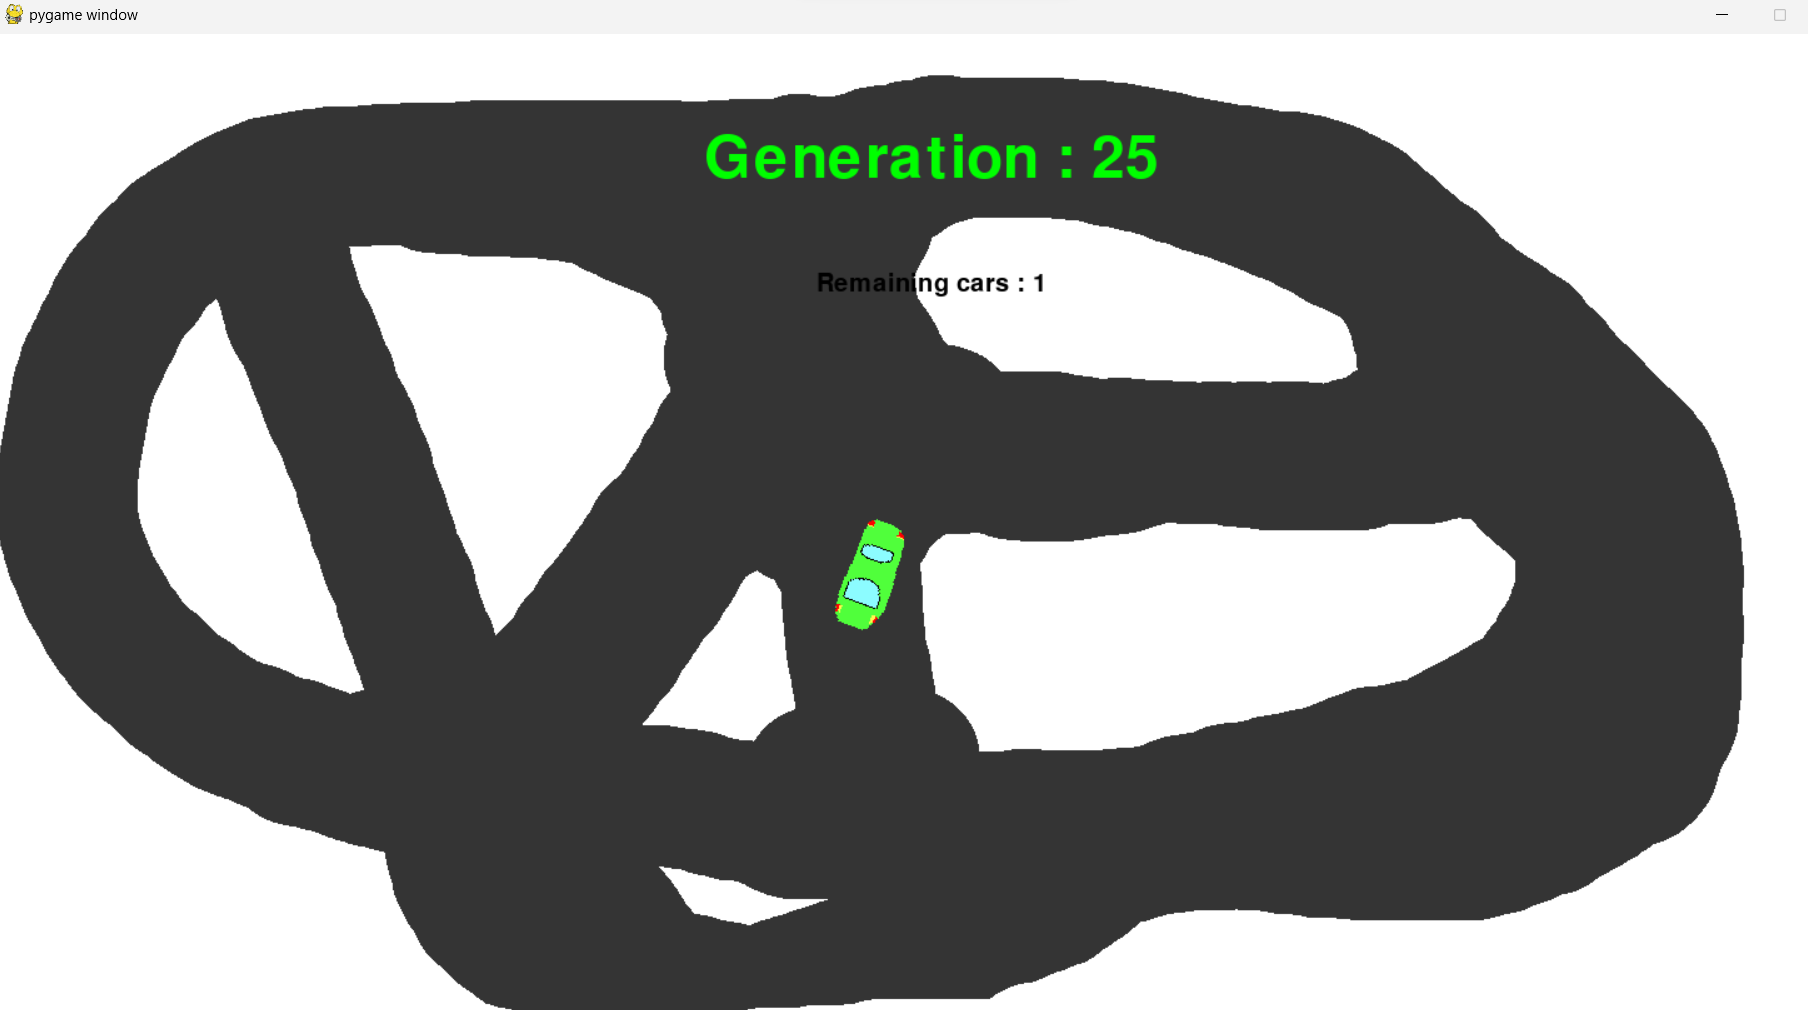 pygame window
Generation : 25
Remaining cars : 1